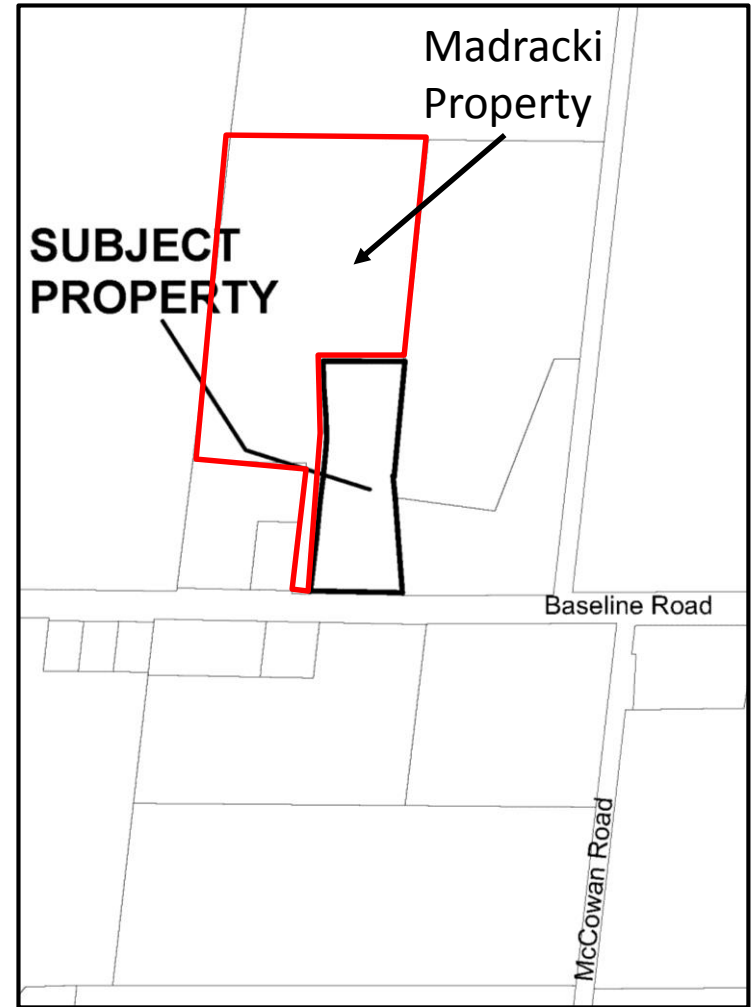 Madracki
Property
SUBJECT
PROPERTY
Baseline Road
McCowan Road